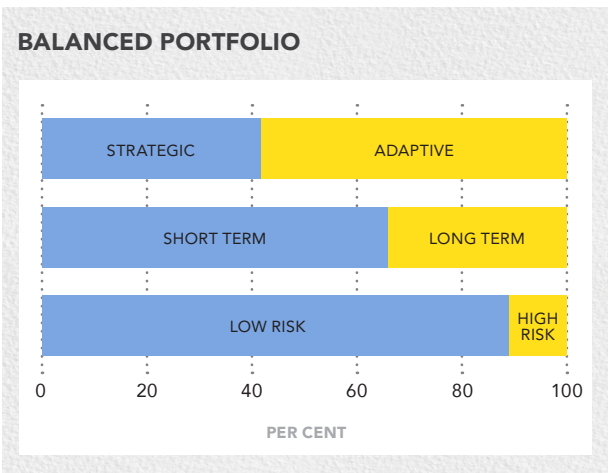 BALANCED PORTFOLIO
STRATEGIC ADAPTIVE
SHORT TERM LONG TERM
LOW RISK HIGH
RISK
0 20 40 60 80 100
PER CENT